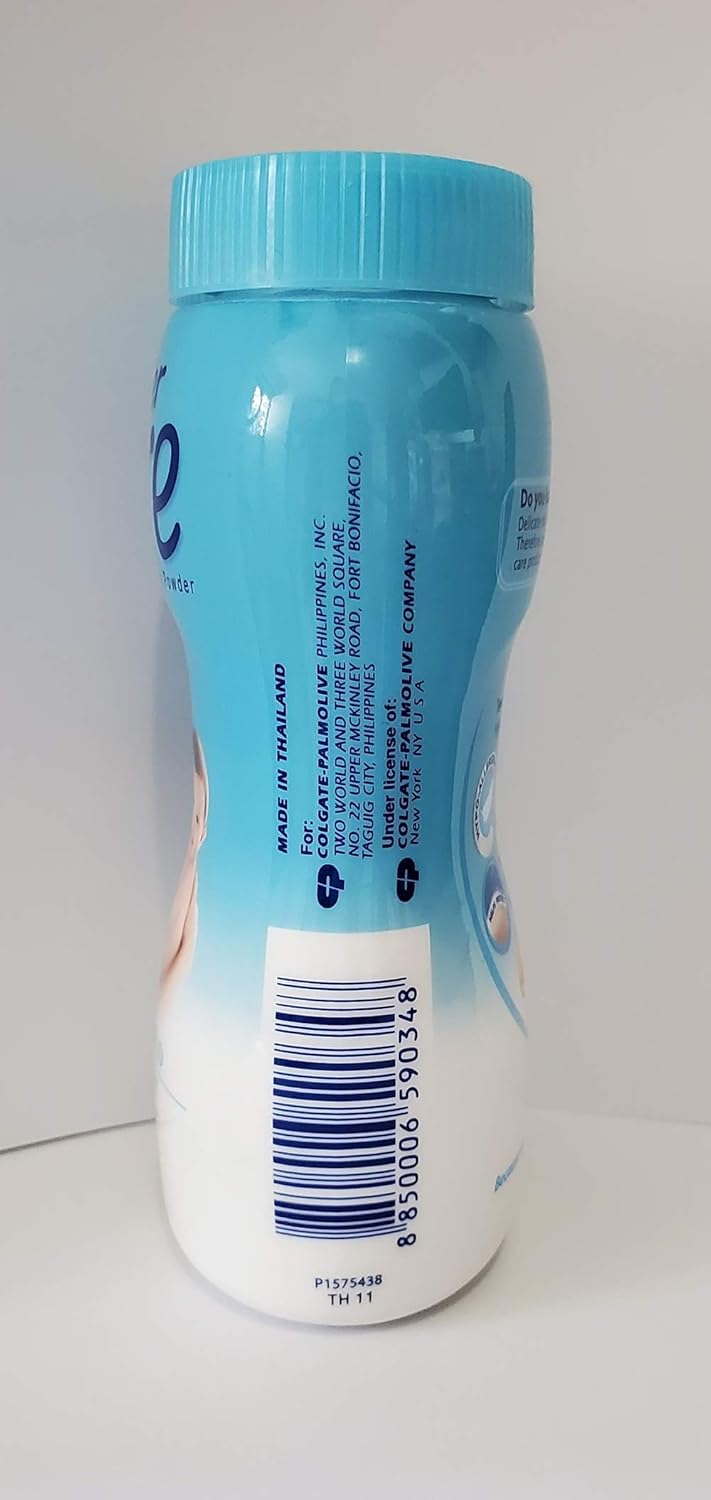 Powder
MADE IN THAILAND
For:
COLGATE-PALMOLIVE PHILIPPINES, INC.
TWO WORLD AND THREE WORLD SQUARE,
NO. 22 UPPER MCKINLEY ROAD, FORT BONIFACIO,
TAGUIG CITY, PHILIPPINES
Under license of:
COLGATE-PALMOLIVE COMPANY
New York NY U S A
8 850006 590348
P1575438
TH 11
Do you
Delicate
care